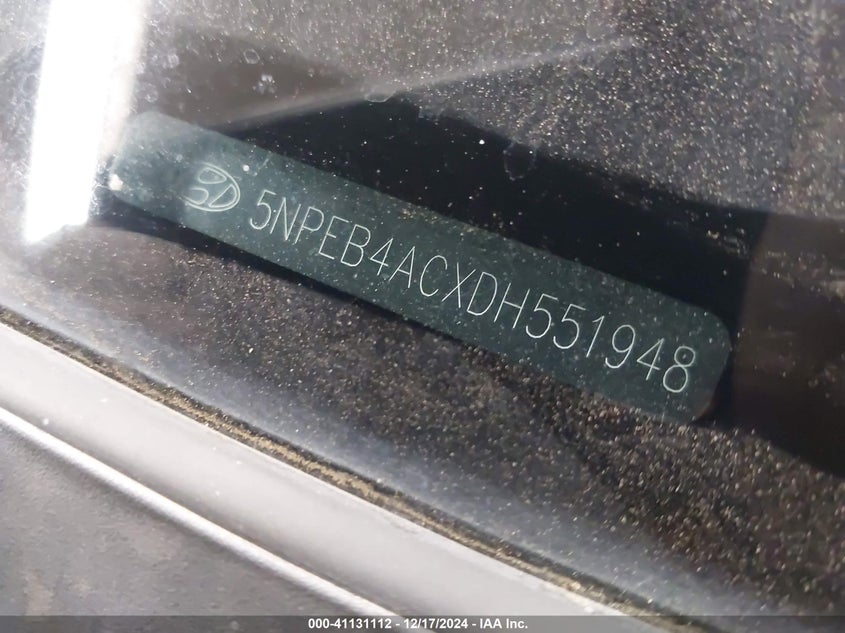 5NPEB4ACXDH551948
000-41131112 - 12/17/2024 - IAA Inc.